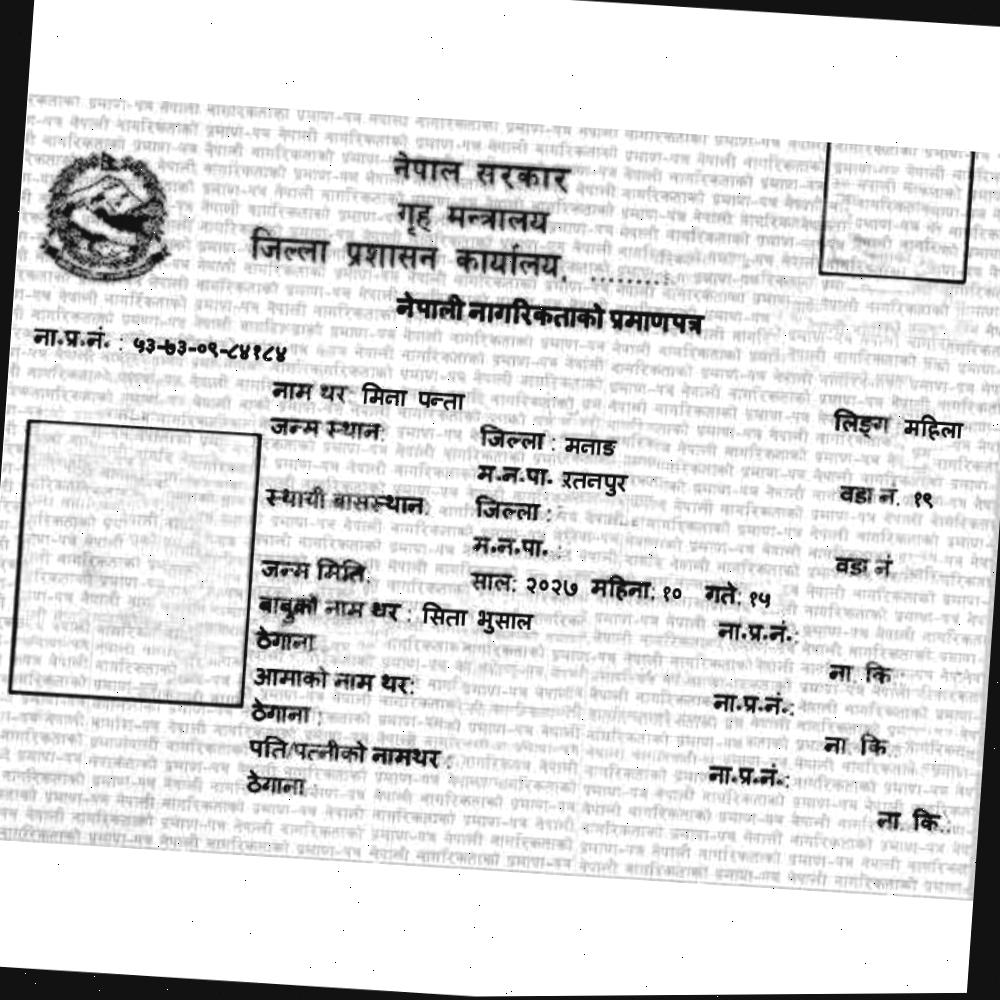 नेपाल सरकार
गृह मन्त्रालय
जिल्ला प्रशासन कार्यालय, ........:
नेपाली नागरिकताको प्रमाणपत्र
ना.प्र.नं. : ५३-७३-०९-८४१८४
नाम थर: मिना पन्ता लिङ्ग महिला
जन्म स्थान: जिल्ला : मनाङ
म.न.पा. रतनपुर वडा नं. १९
स्थायी बासस्थान: जिल्ला :
म.न.पा. : वडा नं
जन्म मिति: साल: २०२७ महिना: १० गते: १५
बाबुको नाम थर : सिता भुसाल ना.प्र.नं.:
ठेगाना ना. कि :
आमाको नाम थर: ना.प्र.नं.:
ठेगाना : ना. कि :
पति/पत्नीको नामथर : ना.प्र.नं.:
ठेगाना : ना. कि.: